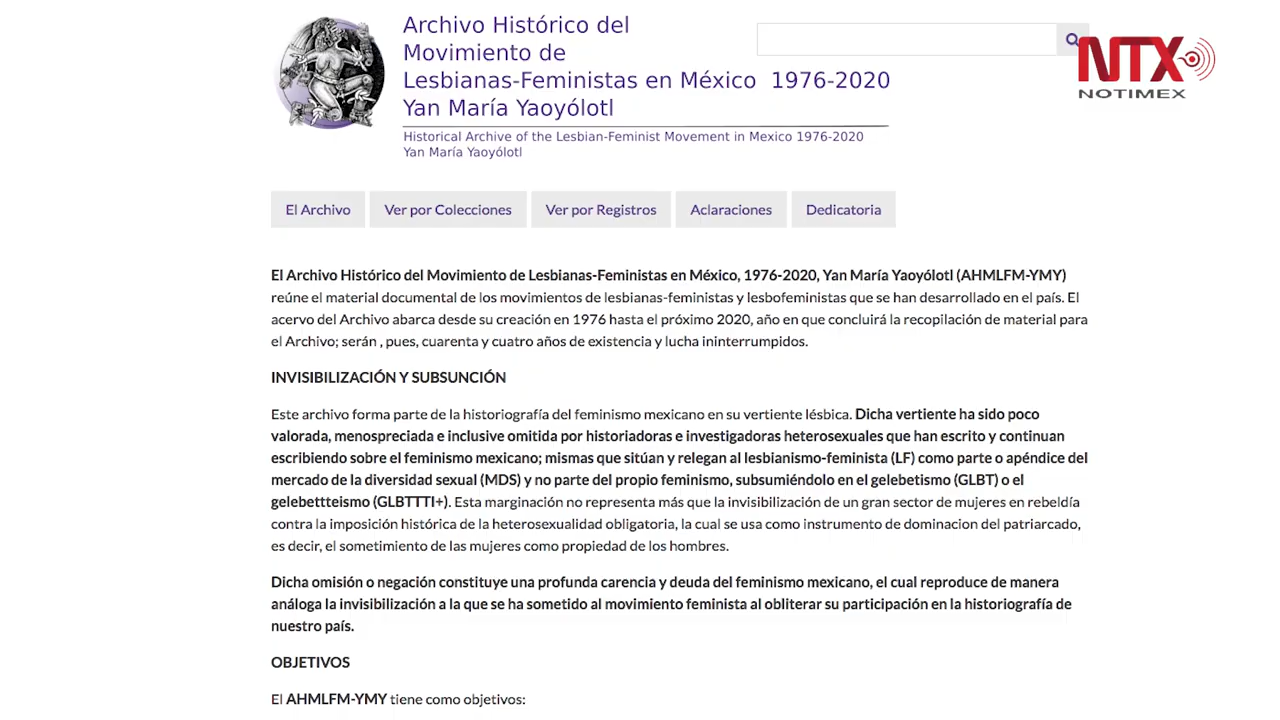 Archivo Histórico del
Movimiento de
Lesbianas-Feministas en México 1976-2020
Yan María Yaoyólotl
Historical Archive of the Lesbian-Feminist Movement in Mexico 1976-2020
Yan María Yaoyólotl
NTX
NOTIMEX
El Archivo
Ver por Colecciones
Ver por Registros
Aclaraciones
Dedicatoria
El Archivo Histórico del Movimiento de Lesbianas-Feministas en México, 1976-2020, Yan María Yaoyólotl (AHMLFM-YMY)
reúne el material documental de los movimientos de lesbianas-feministas y lesbofeministas que se han desarrollado en el país. El
acervo del Archivo abarca desde su creación en 1976 hasta el próximo 2020, año en que concluirá la recopilación de material para
el Archivo; serán , pues, cuarenta y cuatro años de existencia y lucha ininterrumpidos.
INVISIBILIZACIÓN Y SUBSUNCIÓN
Este archivo forma parte de la historiografía del feminismo mexicano en su vertiente lésbica. Dicha vertiente ha sido poco
valorada, menospreciada e inclusive omitida por historiadoras e investigadoras heterosexuales que han escrito y continuan
escribiendo sobre el feminismo mexicano; mismas que sitúan y relegan al lesbianismo-feminista (LF) como parte o apéndice del
mercado de la diversidad sexual (MDS) y no parte del propio feminismo, subsumiéndolo en el gelebetismo (GLBT) o el
gelebettteismo (GLBTTTI+). Esta marginación no representa más que la invisibilización de un gran sector de mujeres en rebeldía
contra la imposición histórica de la heterosexualidad obligatoria, la cual se usa como instrumento de dominacion del patriarcado,
es decir, el sometimiento de las mujeres como propiedad de los hombres.
Dicha omisión o negación constituye una profunda carencia y deuda del feminismo mexicano, el cual reproduce de manera
análoga la invisibilización a la que se ha sometido al movimiento feminista al obliterar su participación en la historiografía de
nuestro país.
OBJETIVOS
El AHMLFM-YMY tiene como objetivos: